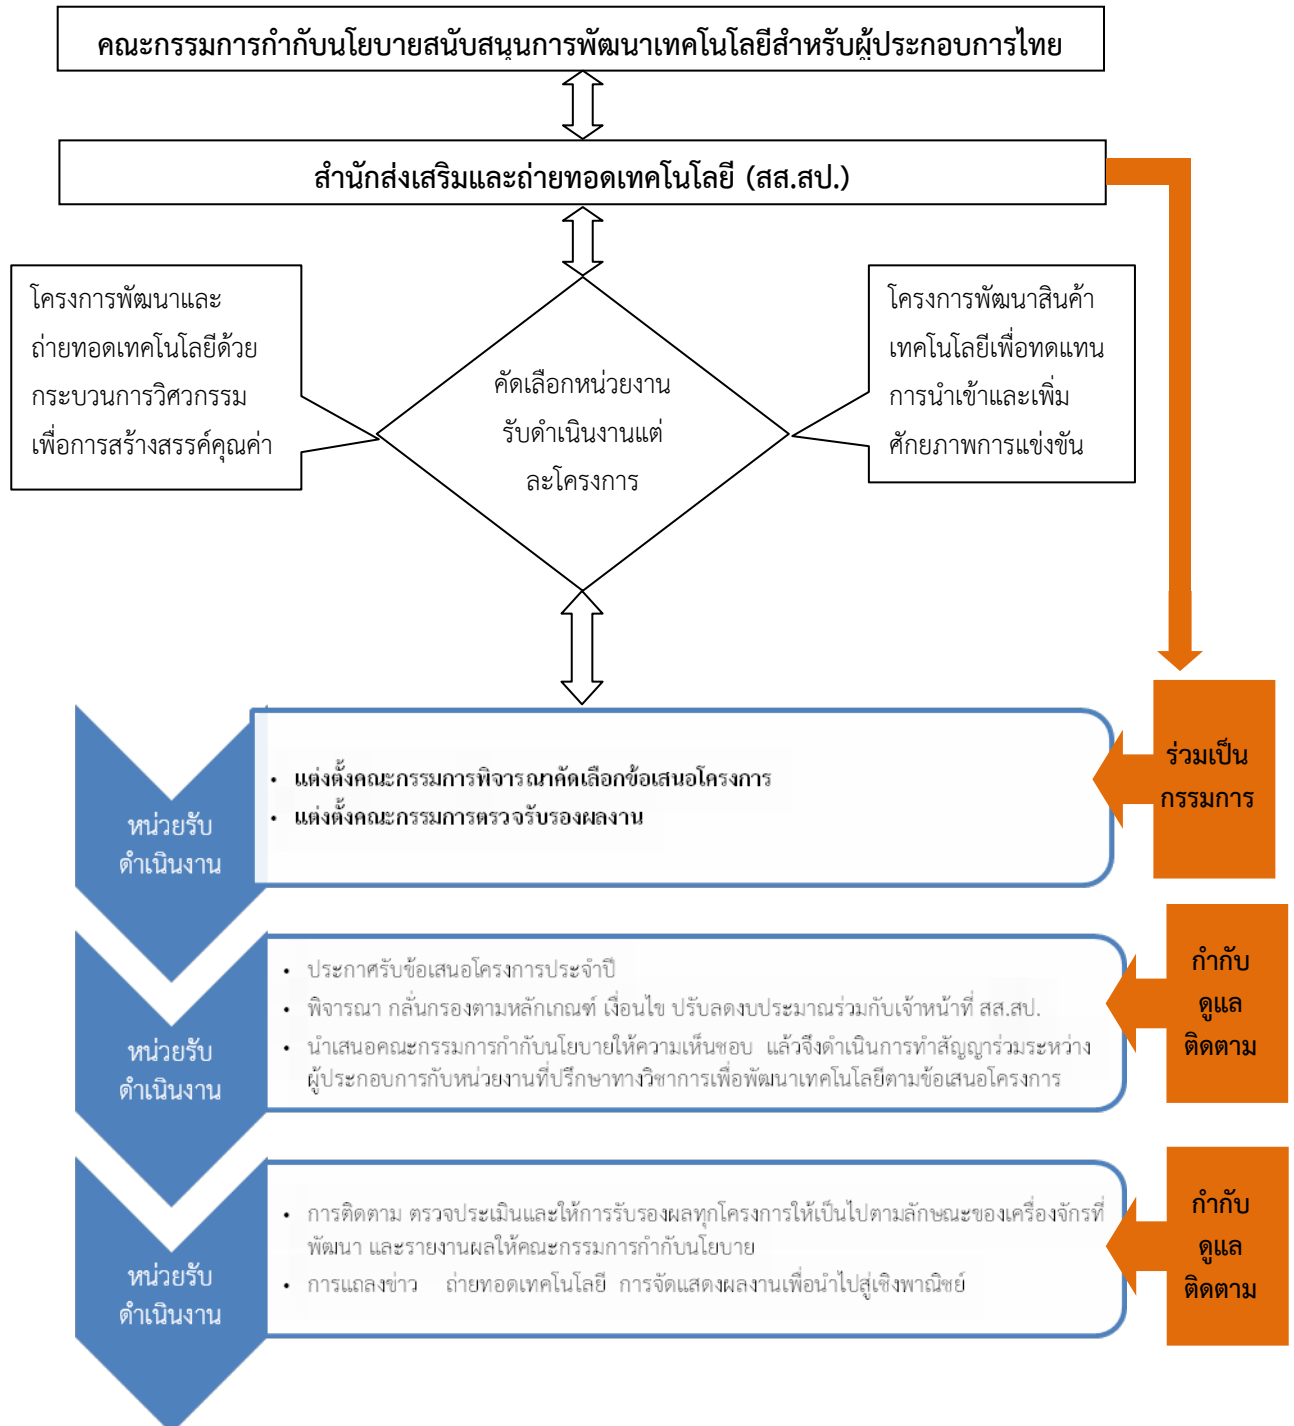 คณะกรรมการกำกับนโยบายสนับสนุนการพัฒนาเทคโนโลยีสำหรับผู้ประกอบการไทย
สำนักส่งเสริมและถ่ายทอดเทคโนโลยี (สส.สป.)
โครงการพัฒนาและ
ถ่ายทอดเทคโนโลยีด้วย
กระบวนการวิศวกรรม
เพื่อการสร้างสรรค์คุณค่า
คัดเลือกหน่วยงาน
รับดำเนินงานแต่
ละโครงการ
โครงการพัฒนาสินค้า
เทคโนโลยีเพื่อทดแทน
การนำเข้าและเพิ่ม
ศักยภาพการแข่งขัน
หน่วยรับ
ดำเนินงาน
• แต่งตั้งคณะกรรมการพิจารณาคัดเลือกข้อเสนอโครงการ
• แต่งตั้งคณะกรรมการตรวจรับรองผลงาน
ร่วมเป็น
กรรมการ
หน่วยรับ
ดำเนินงาน
• ประกาศรับข้อเสนอโครงการประจำปี
• พิจารณา กลั่นกรองตามหลักเกณฑ์ เงื่อนไข ปรับลดงบประมาณร่วมกับเจ้าหน้าที่ สส.สป.
• นำเสนอคณะกรรมการกำกับนโยบายให้ความเห็นชอบ แล้วจึงดำเนินการทำสัญญาร่วมระหว่าง
ผู้ประกอบการกับหน่วยงานที่ปรึกษาทางวิชาการเพื่อพัฒนาเทคโนโลยีตามข้อเสนอโครงการ
กำกับ
ดูแล
ติดตาม
หน่วยรับ
ดำเนินงาน
• การติดตาม ตรวจประเมินและให้การรับรองผลทุกโครงการให้เป็นไปตามลักษณะของเครื่องจักรที่
พัฒนา และรายงานผลให้คณะกรรมการกำกับนโยบาย
• การแถลงข่าว ถ่ายทอดเทคโนโลยี การจัดแสดงผลงานเพื่อนำไปสู่เชิงพาณิชย์
กำกับ
ดูแล
ติดตาม